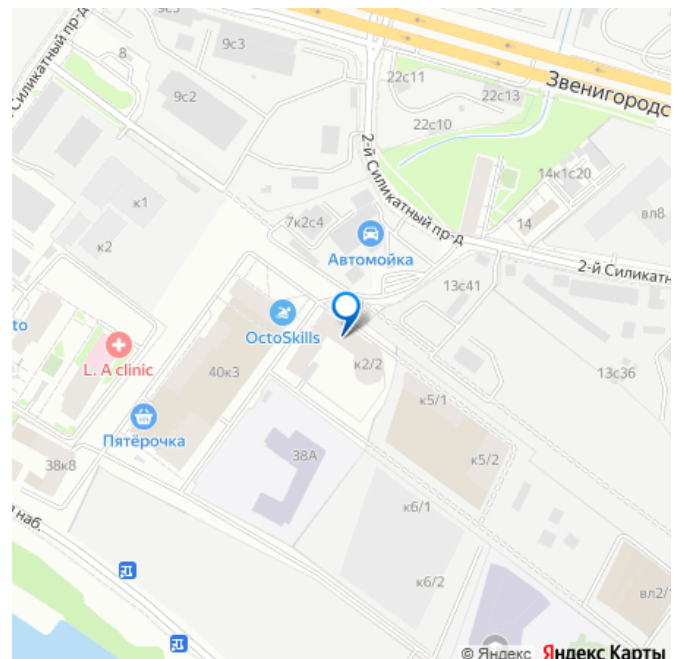 9с3
8
9с2
Силикатный пр-д
22с11
Звенигородс
22с13
22с10
2-й Силикатный пр-д
14к1с20
вл8
14
к1
к2
7к2с4
Автомойка
2-й Силикатн
13с41
to
OctoSkills
L. A clinic
40к3
к2/2
13с36
к5/1
Пятёрочка
38А
к5/2
38к8
к6/1
наб.
к6/2
вл2/1
© Яндекс Яндекс Карты